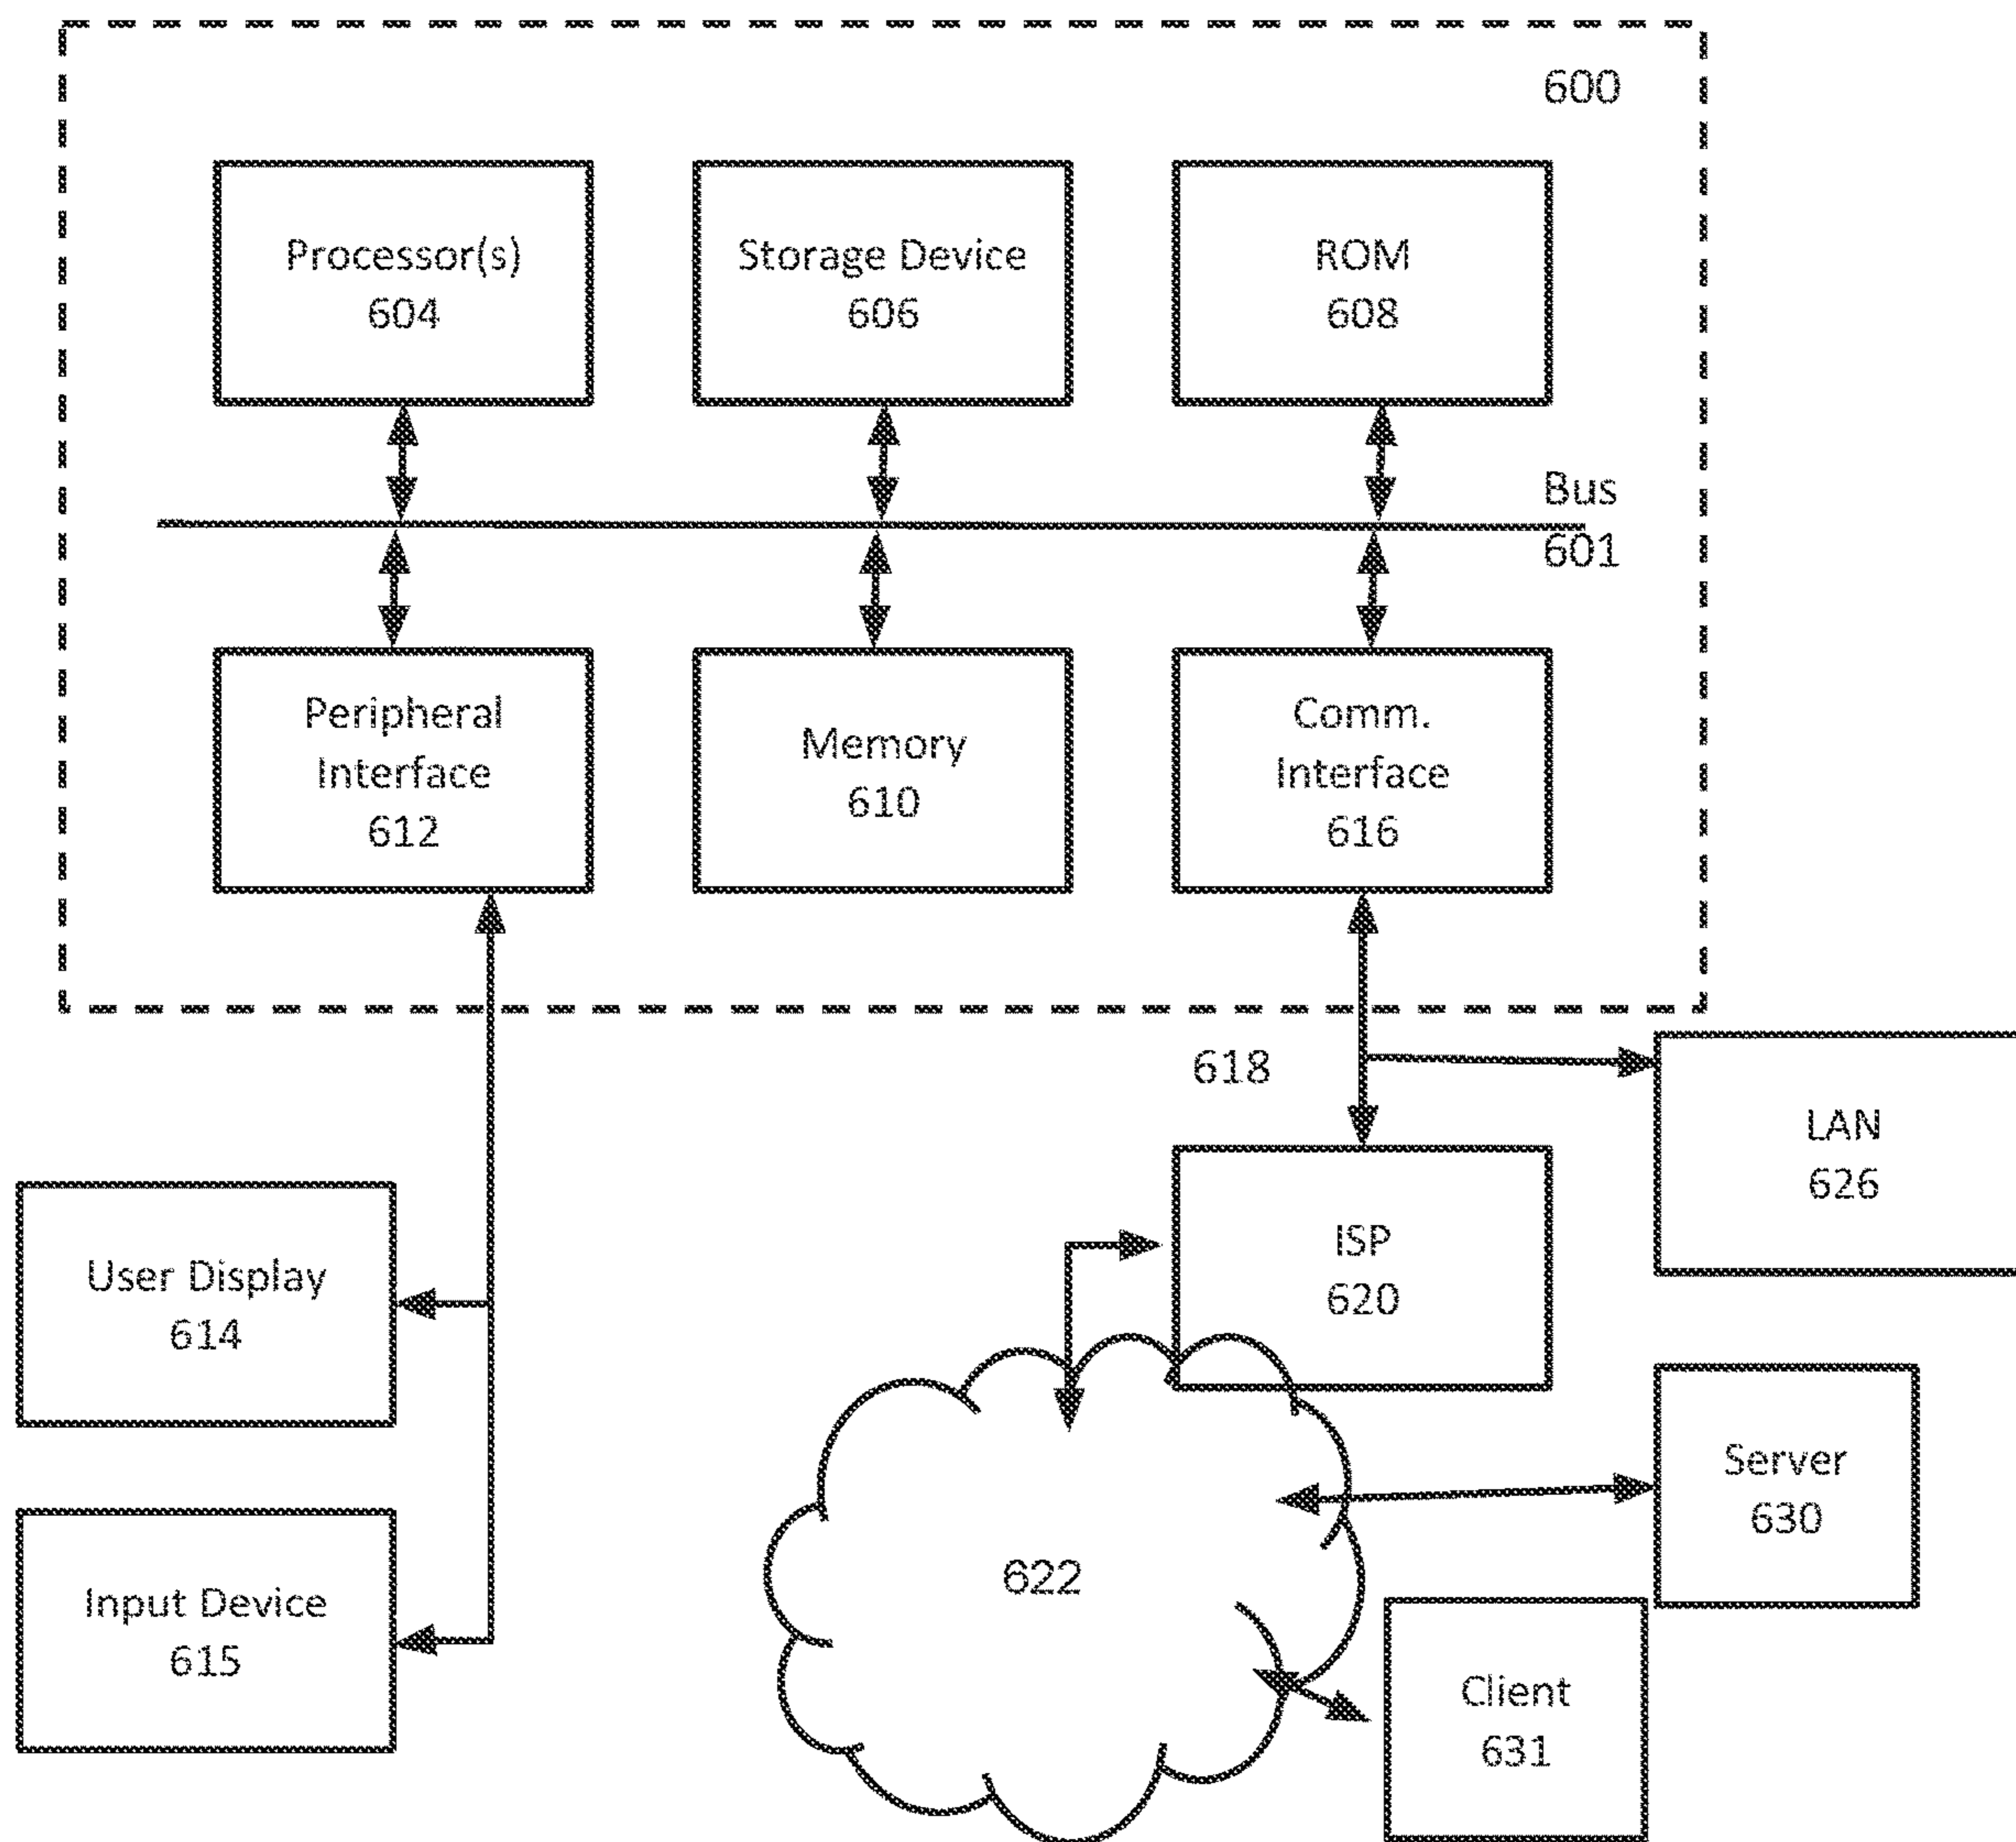 600
Processor(s)
604
Storage Device
606
ROM
608
Bus
601
Peripheral
Interface
612
Memory
610
Comm.
Interface
616
618
LAN
626
ISP
620
User Display
614
Server
630
622
Input Device
615
Client
631